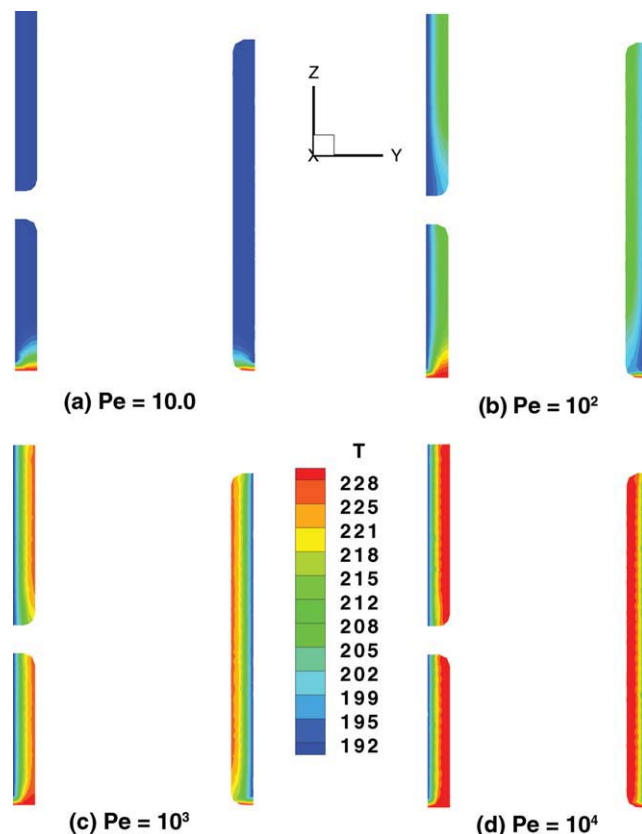 Z
X
Y
(a) Pe = 10.0
(b) Pe = 10²
T
228
225
221
218
215
212
208
205
202
199
195
192
(c) Pe = 10³
(d) Pe = 10⁴